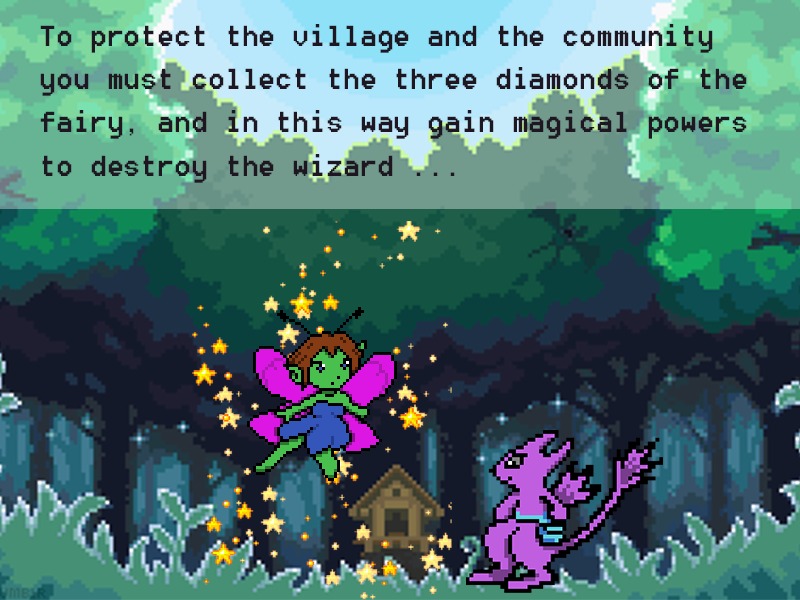 To protect the village and the community
you must collect the three diamonds of the
fairy, and in this way gain magical powers
to destroy the wizard ...